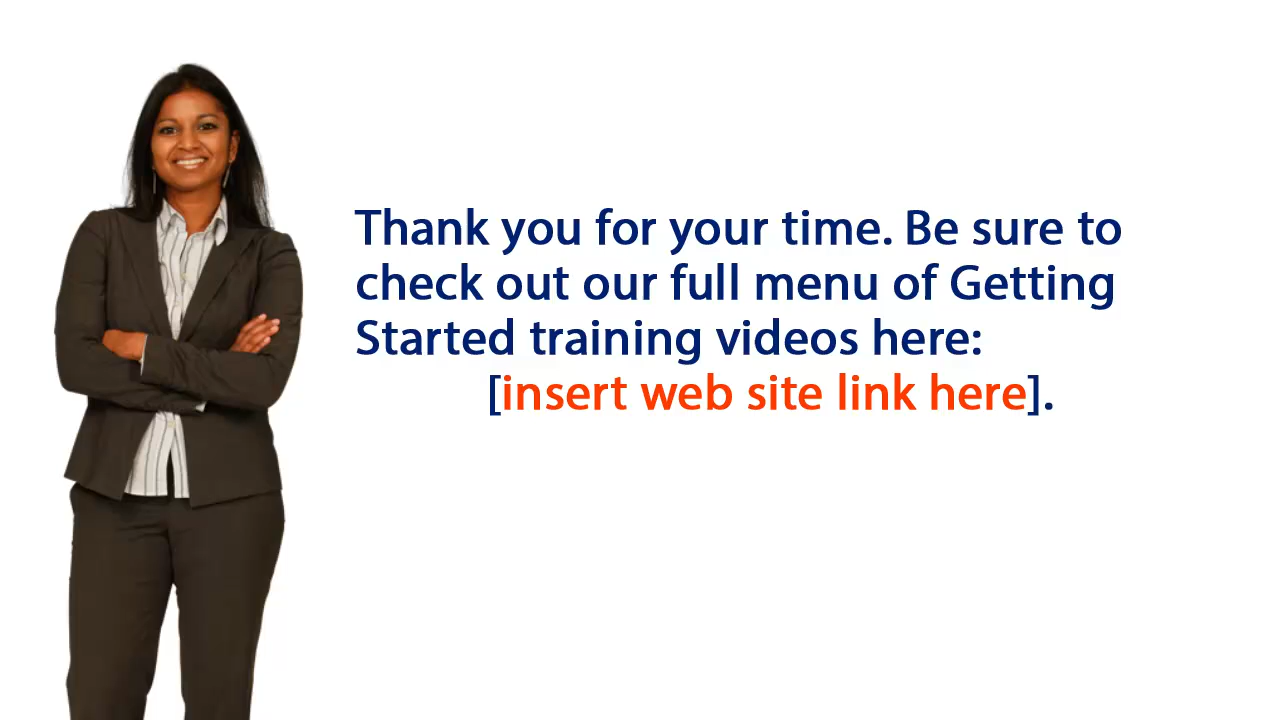 Thank you for your time. Be sure to
check out our full menu of Getting
Started training videos here:
[insert web site link here].